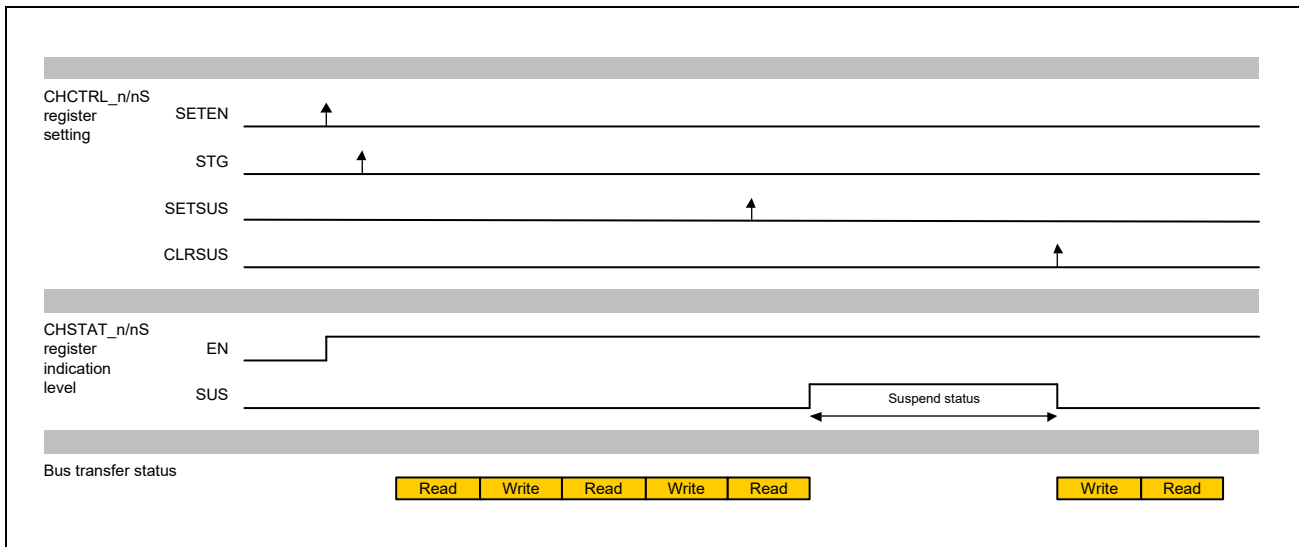 CHCTRL_n/nS
register
setting
SETEN
STG
SETSUS
CLRSUS
CHSTAT_n/nS
register
indication
level
EN
SUS
Suspend status
Bus transfer status
Read Write Read Write Read Write Read